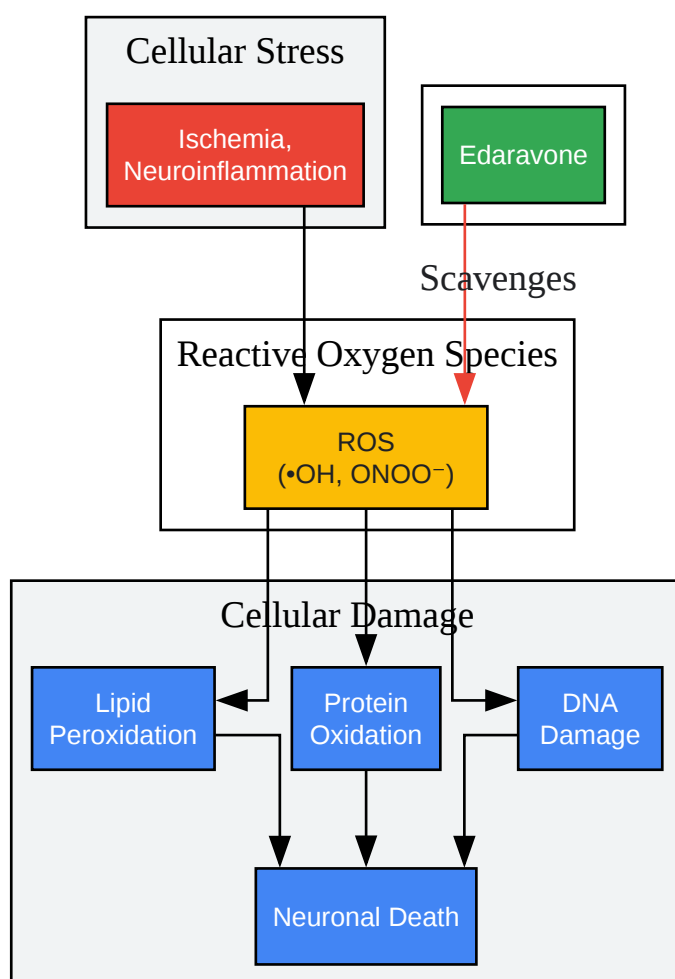 Cellular Stress
Ischemia,
Neuroinflammation
Edaravone
Scavenges
Reactive Oxygen Species
ROS
(•OH, ONOO⁻)
Cellular Damage
Lipid
Peroxidation
Protein
Oxidation
DNA
Damage
Neuronal Death